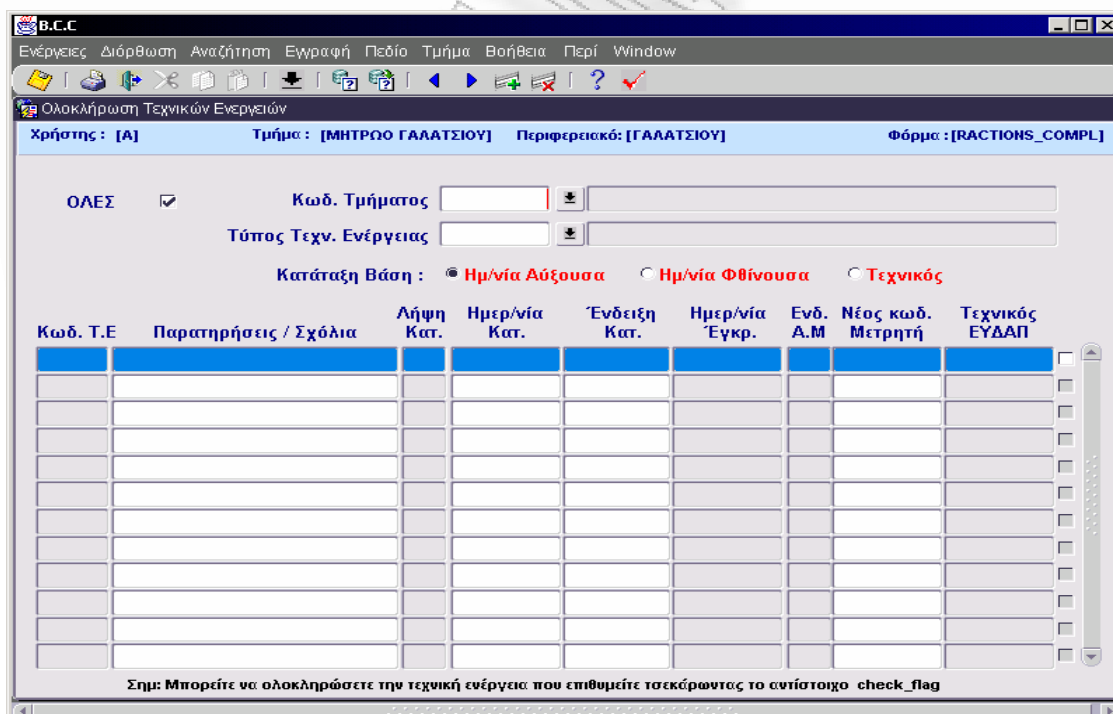 B.C.C
Ενέργειες Διόρθωση Αναζήτηση Εγγραφή Πεδίο Τμήμα Βοήθεια Περί Window
Ολοκλήρωση Τεχνικών Ενεργειών
Χρήστης : [A] Τμήμα : [ΜΗΤΡΩΟ ΓΑΛΑΤΣΙΟΥ] Περιφερειακό: [ΓΑΛΑΤΣΙΟΥ] Φόρμα :[RACTIONS_COMPL]
ΟΛΕΣ Κωδ. Τμήματος
Τύπος Τεχν. Ενέργειας
Κατάταξη Βάση : Ημ/νία Αύξουσα Ημ/νία Φθίνουσα Τεχνικός
Λήψη Ημερ/νία Ένδειξη Ημερ/νία Ενδ. Νέος κωδ. Τεχνικός
Κωδ. Τ.Ε Παρατηρήσεις / Σχόλια Κατ. Κατ. Κατ. Έγκρ. Α.Μ Μετρητή ΕΥΔΑΠ
Σημ: Μπορείτε να ολοκληρώσετε την τεχνική ενέργεια που επιθυμείτε τσεκάρωντας το αντίστοιχο check_flag